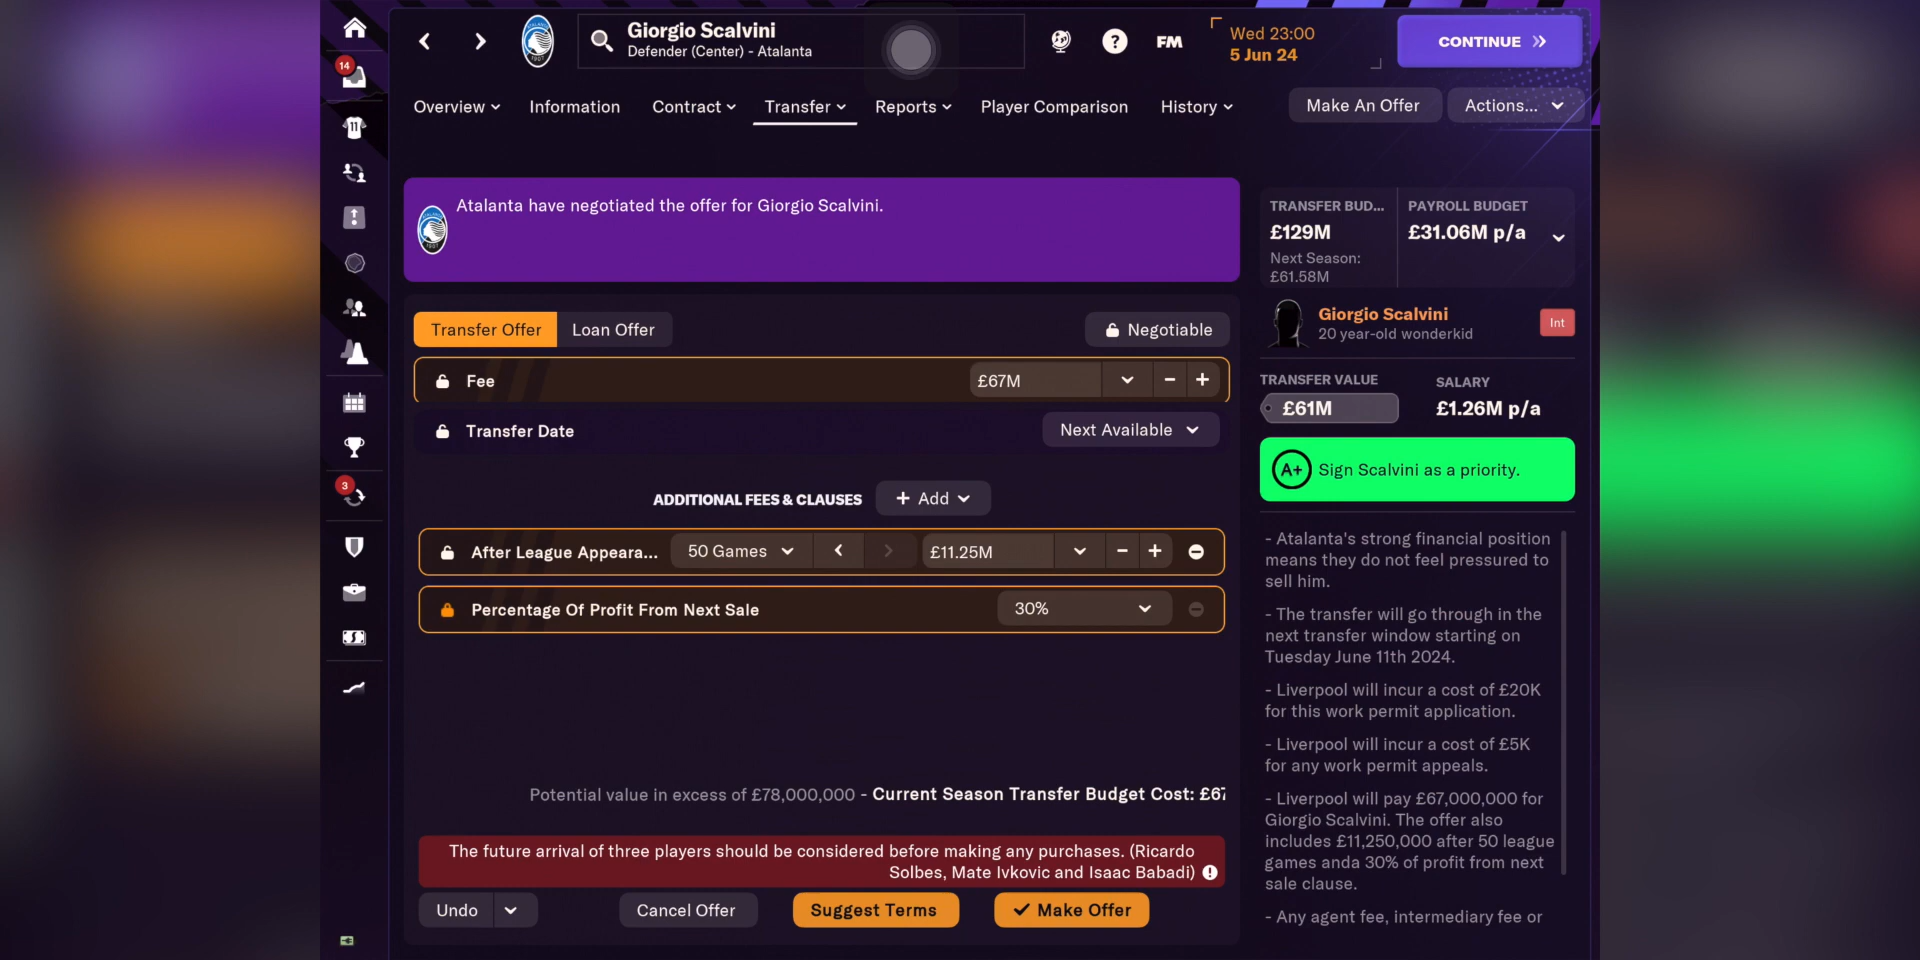 Giorgio Scalvini
Defender (Center) - Atalanta
FM
Wed 23:00
5 Jun 24
CONTINUE
14
Overview
Information
Contract
Transfer
Reports
Player Comparison
History
Make An Offer
Actions...
11
Atalanta have negotiated the offer for Giorgio Scalvini.
TRANSFER BUD...
£129M
Next Season:
£61.58M
PAYROLL BUDGET
£31.06M p/a
Transfer Offer
Loan Offer
Negotiable
Giorgio Scalvini
20 year-old wonderkid
Int
Fee
£67M
Transfer Date
Next Available
TRANSFER VALUE
£61M
SALARY
£1.26M p/a
A+
Sign Scalvini as a priority.
ADDITIONAL FEES & CLAUSES
+ Add
3
After League Appeara...
50 Games
£11.25M
Percentage Of Profit From Next Sale
30%
- Atalanta's strong financial position
means they do not feel pressured to
sell him.
- The transfer will go through in the
next transfer window starting on
Tuesday June 11th 2024.
- Liverpool will incur a cost of £20K
for this work permit application.
- Liverpool will incur a cost of £5K
for any work permit appeals.
- Liverpool will pay £67,000,000 for
Giorgio Scalvini. The offer also
includes £11,250,000 after 50 league
games anda 30% of profit from next
sale clause.
- Any agent fee, intermediary fee or
Potential value in excess of £78,000,000 - Current Season Transfer Budget Cost: £67
The future arrival of three players should be considered before making any purchases. (Ricardo
Solbes, Mate Ivkovic and Isaac Babadi)
Undo
Cancel Offer
Suggest Terms
Make Offer